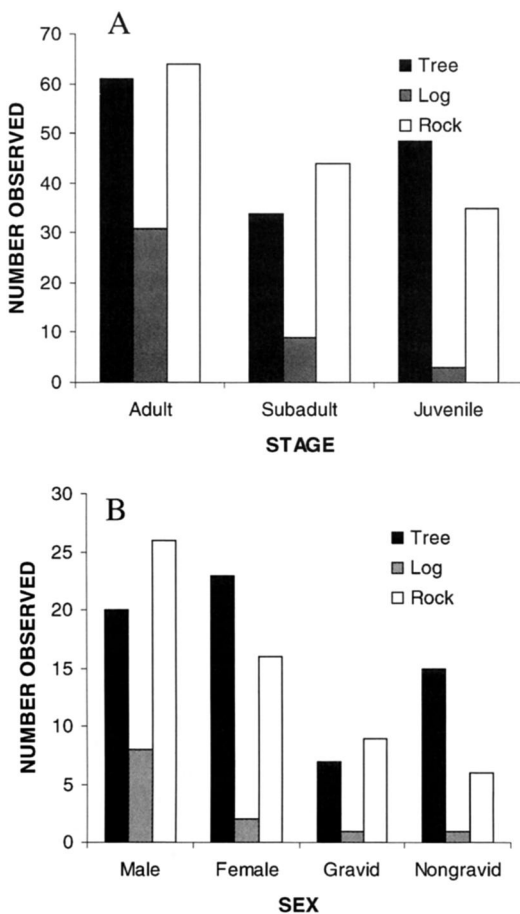 A
70
60
50
40
30
20
10
0
NUMBER OBSERVED
Tree
Log
Rock
Adult Subadult Juvenile
STAGE
B
30
25
20
15
10
5
0
NUMBER OBSERVED
Tree
Log
Rock
Male Female Gravid Nongravid
SEX